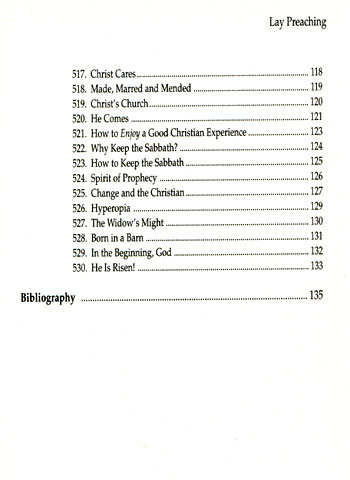 Lay Preaching
517. Christ Cares 118
518. Made, Marred and Mended 119
519. Christ's Church 120
520. He Comes 121
521. How to Enjoy a Good Christian Experience 123
522. Why Keep the Sabbath? 124
523. How to Keep the Sabbath 125
524. Spirit of Prophecy 126
525. Change and the Christian 127
526. Hyperopia 129
527. The Widow's Might 130
528. Born in a Barn 131
529. In the Beginning, God 132
530. He Is Risen! 133
Bibliography 135